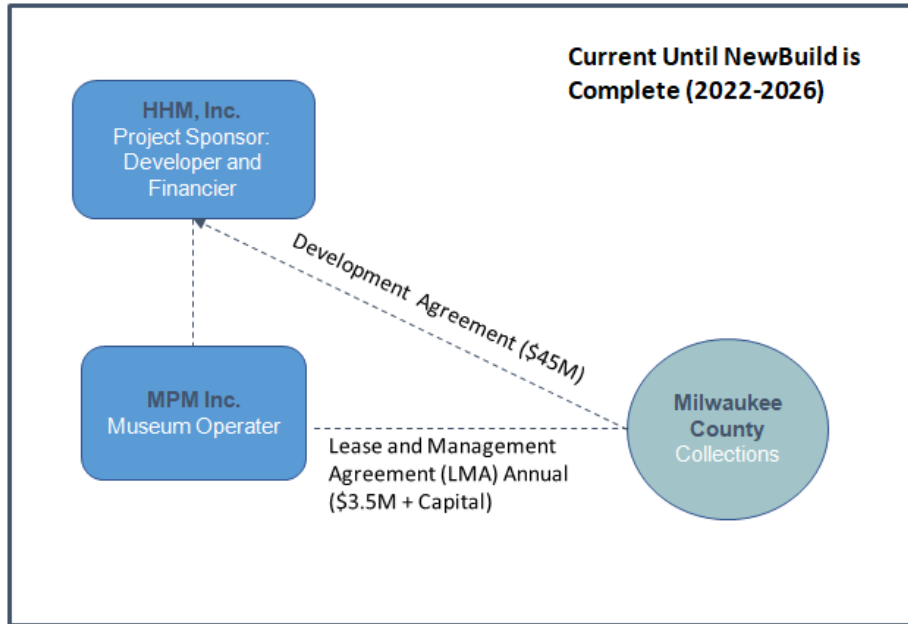 Current Until NewBuild is
Complete (2022-2026)
HHM, Inc.
Project Sponsor:
Developer and
Financier
Development Agreement ($45M)
MPM Inc.
Museum Operater
Lease and Management
Agreement (LMA) Annual
($3.5M + Capital)
Milwaukee
County
Collections